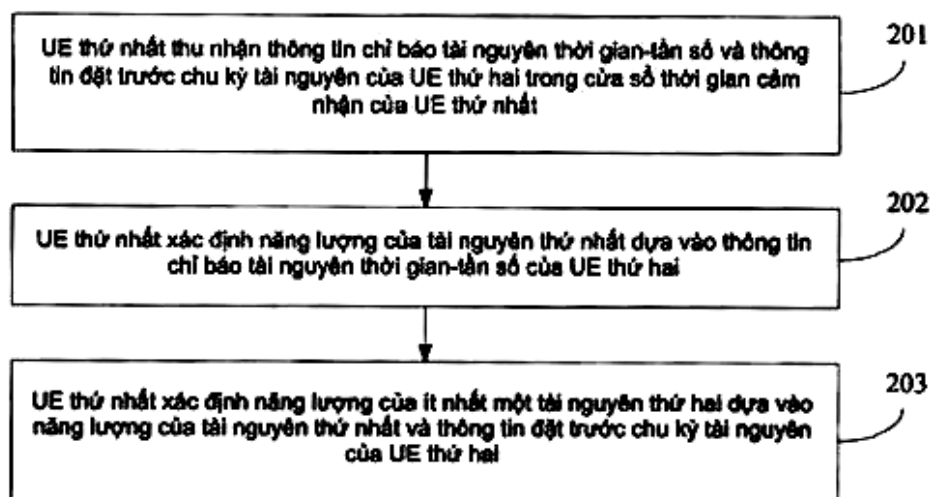 UE thứ nhất thu nhận thông tin chỉ báo tài nguyên thời gian-tần số và thông
tin đặt trước chu kỳ tài nguyên của UE thứ hai trong cửa sổ thời gian cảm
nhận của UE thứ nhất
201
UE thứ nhất xác định năng lượng của tài nguyên thứ nhất dựa vào thông tin
chỉ báo tài nguyên thời gian-tần số của UE thứ hai
202
UE thứ nhất xác định năng lượng của ít nhất một tài nguyên thứ hai dựa vào
năng lượng của tài nguyên thứ nhất và thông tin đặt trước chu kỳ tài nguyên
của UE thứ hai
203